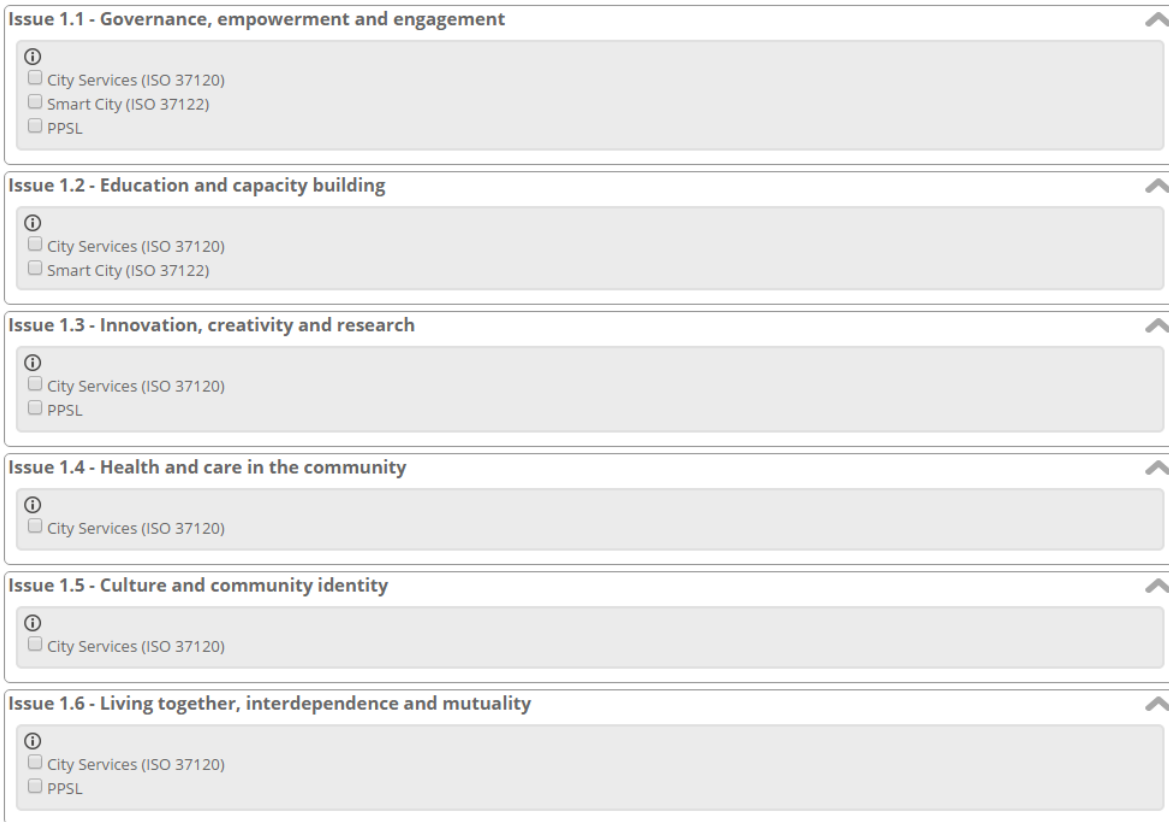 Issue 1.1 - Governance, empowerment and engagement
City Services (ISO 37120)
Smart City (ISO 37122)
PPSL
Issue 1.2 - Education and capacity building
City Services (ISO 37120)
Smart City (ISO 37122)
Issue 1.3 - Innovation, creativity and research
City Services (ISO 37120)
PPSL
Issue 1.4 - Health and care in the community
City Services (ISO 37120)
Issue 1.5 - Culture and community identity
City Services (ISO 37120)
Issue 1.6 - Living together, interdependence and mutuality
City Services (ISO 37120)
PPSL